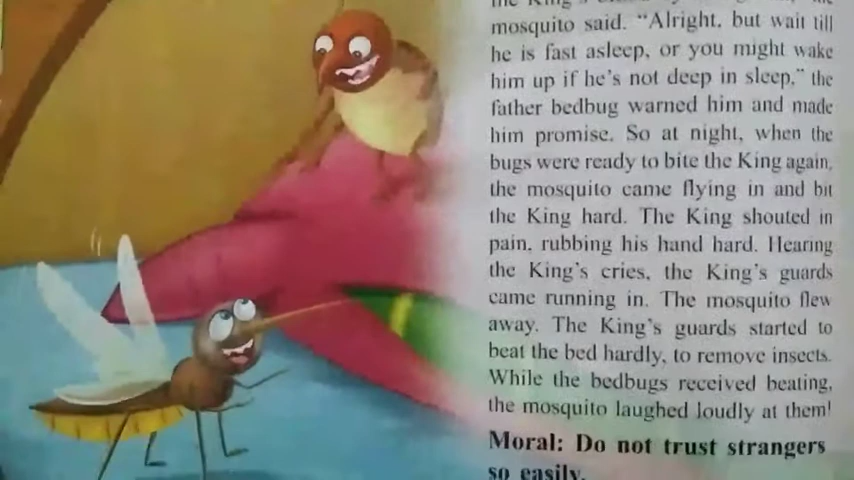 the King's
mosquito said. “Alright, but wait till
he is fast asleep, or you might wake
him up if he's not deep in sleep,” the
father bedbug warned him and made
him promise. So at night, when the
bugs were ready to bite the King again,
the mosquito came flying in and bit
the King hard. The King shouted in
pain, rubbing his hand hard. Hearing
the King's cries, the King's guards
came running in. The mosquito flew
away. The King's guards started to
beat the bed hardly, to remove insects.
While the bedbugs received beating,
the mosquito laughed loudly at them!
Moral: Do not trust strangers
so easily.